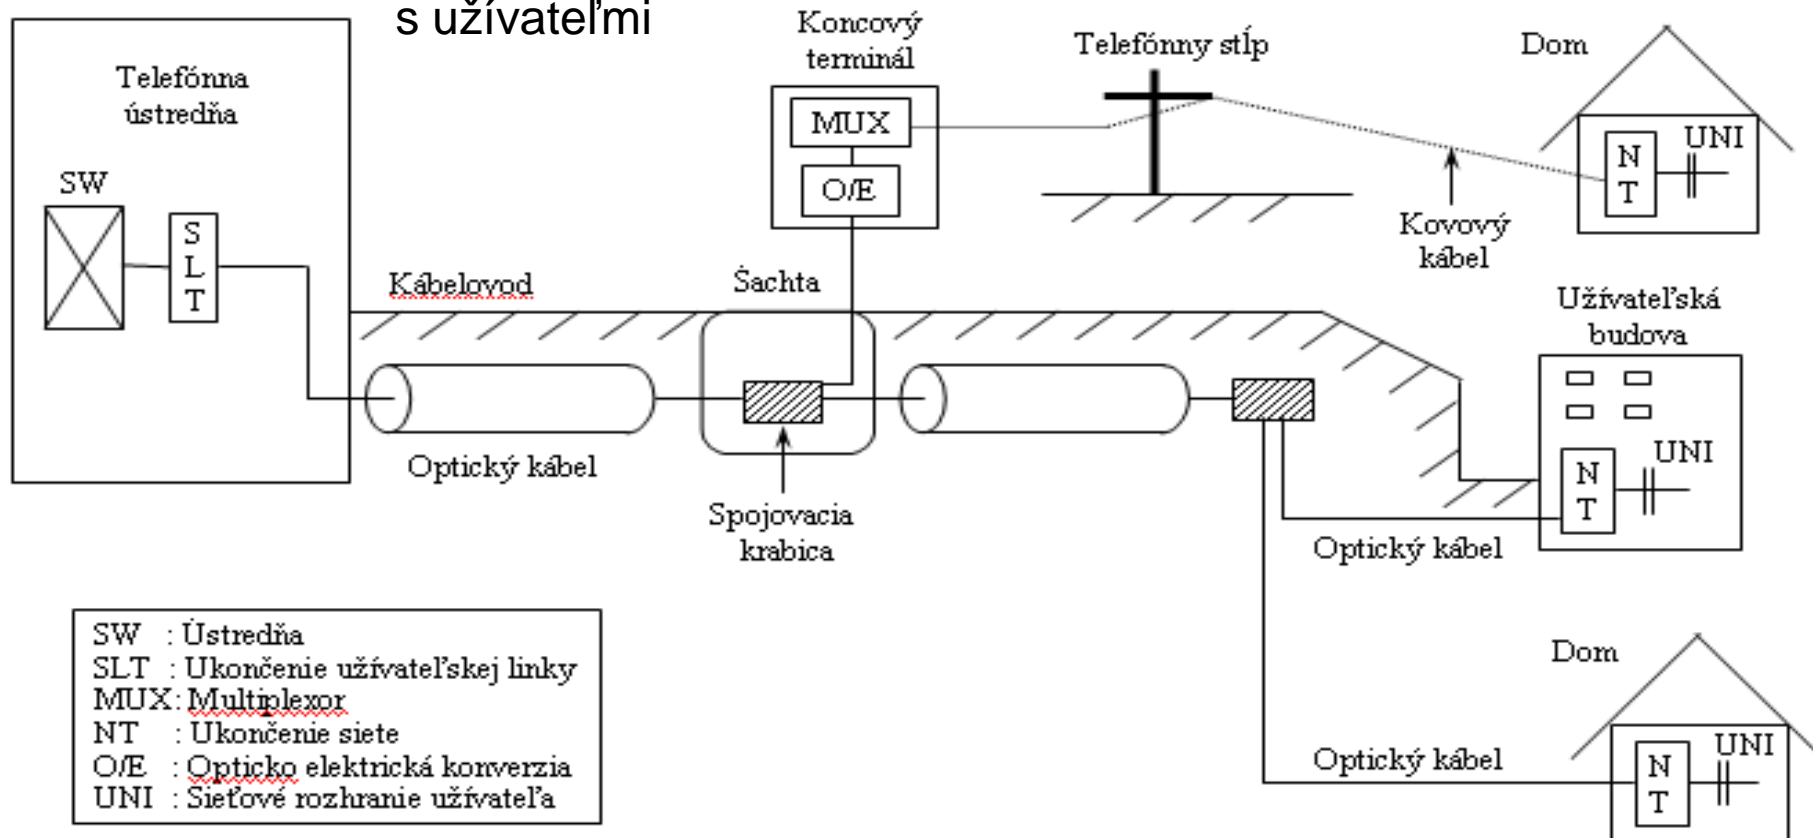 s užívateľmi
Telefónna
ústredňa
SW
S
L
T
Koncový
terminál
MUX
O/E
Telefónny stĺp
Dom
N
T
UNI
Kovový
kábel
Kábelovod
Šachta
Užívateľská
budova
N
T
UNI
Optický kábel
Spojovacia
krabica
Optický kábel
SW : Ústredňa
SLT : Ukončenie užívateľskej linky
MUX: Multiplexor
NT : Ukončenie siete
O/E : Opticko elektrická konverzia
UNI : Sieťové rozhranie užívateľa
Dom
Optický kábel
N
T
UNI